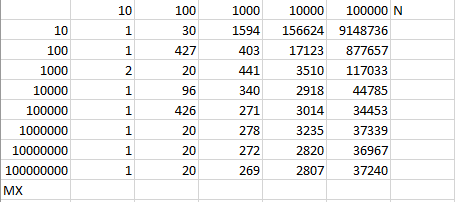 10 100 1000 10000 100000 N
10 1 30 1594 156624 9148736
100 1 427 403 17123 877657
1000 2 20 441 3510 117033
10000 1 96 340 2918 44785
100000 1 426 271 3014 34453
1000000 1 20 278 3235 37339
10000000 1 20 272 2820 36967
100000000 1 20 269 2807 37240
MX